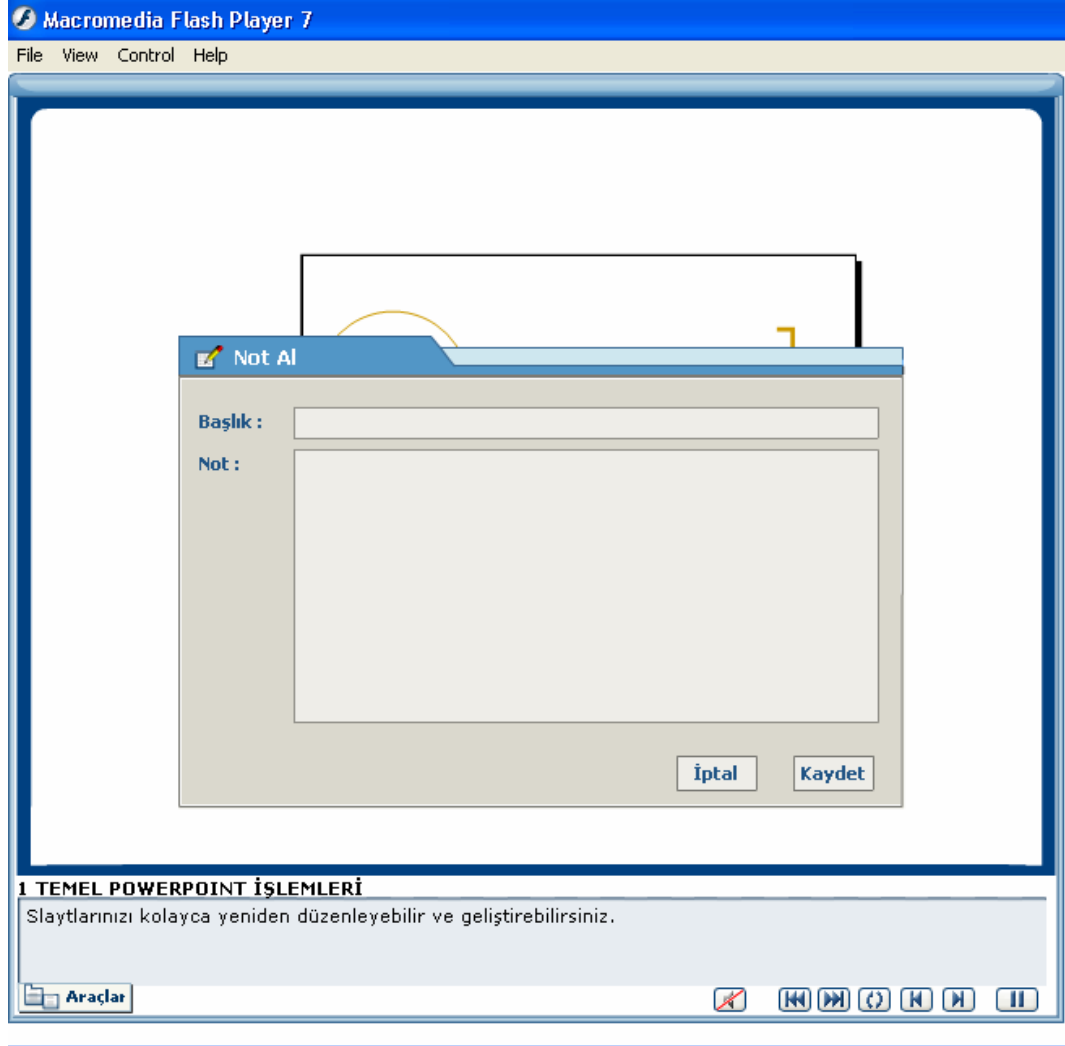 Macromedia Flash Player 7
File View Control Help
Not Al
Başlık :
Not :
İptal Kaydet
1 TEMEL POWERPOINT İŞLEMLERİ
Slaytlarınızı kolayca yeniden düzenleyebilir ve geliştirebilirsiniz.
Araçlar